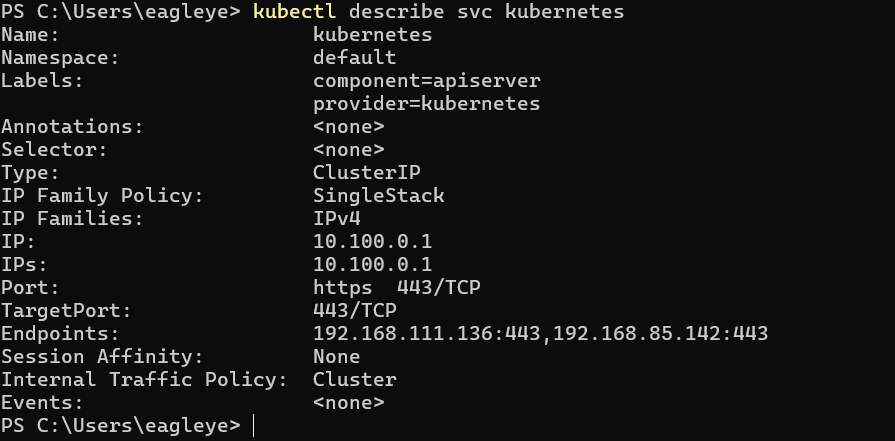 PS C:\Users\eagleye> kubectl describe svc kubernetes
Name:                     kubernetes
Namespace:                default
Labels:                   component=apiserver
                          provider=kubernetes
Annotations:              <none>
Selector:                 <none>
Type:                     ClusterIP
IP Family Policy:         SingleStack
IP Families:              IPv4
IP:                       10.100.0.1
IPs:                      10.100.0.1
Port:                     https  443/TCP
TargetPort:               443/TCP
Endpoints:                192.168.111.136:443,192.168.85.142:443
Session Affinity:         None
Internal Traffic Policy:  Cluster
Events:                   <none>
PS C:\Users\eagleye>